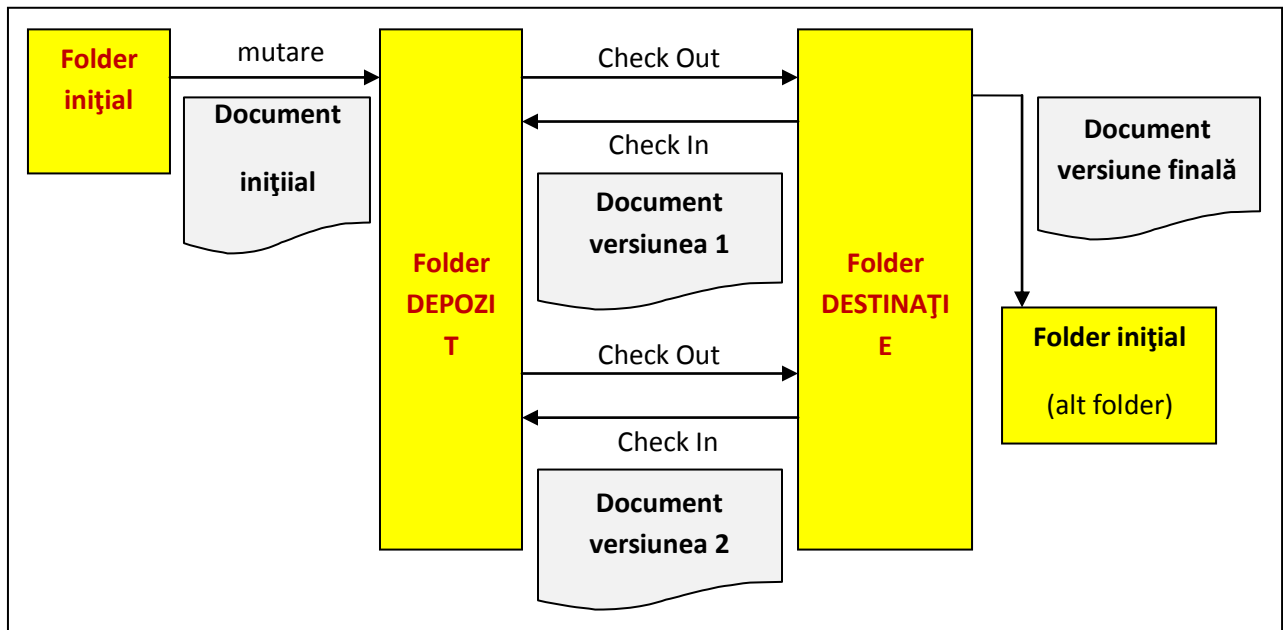 Folder
iniţial
mutare
Document
iniţiial
Folder
DEPOZI
T
Check Out
Check In
Document
versiunea 1
Check Out
Check In
Document
versiunea 2
Folder
DESTINAŢI
E
Document
versiune finală
Folder iniţial
(alt folder)